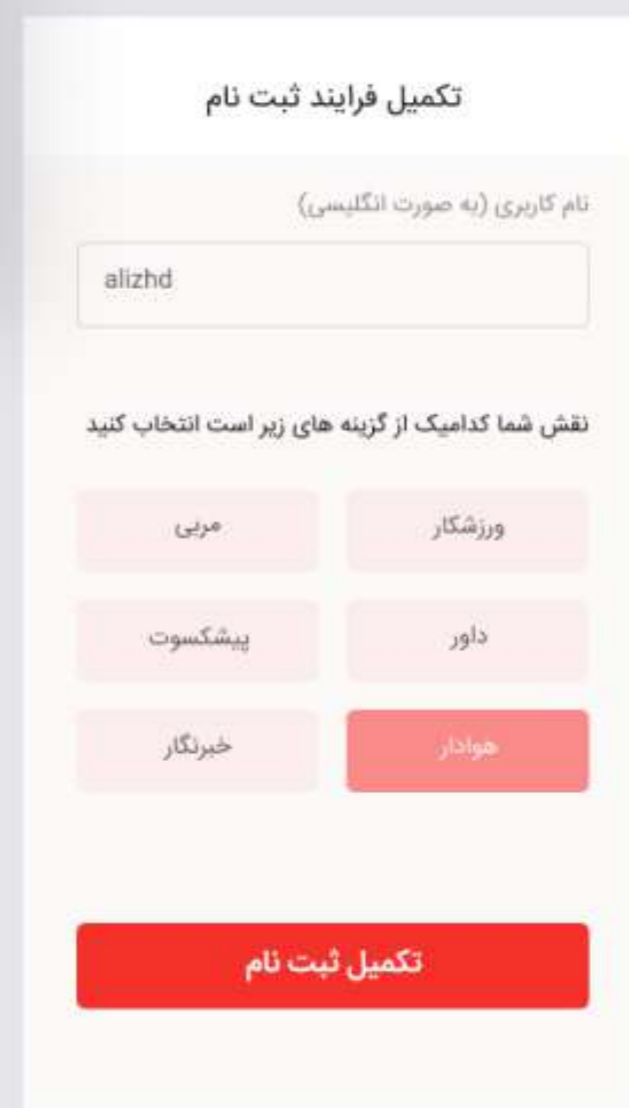 تکمیل فرایند ثبت نام
نام کاربری (به صورت انگلیسی)
alizhd
نقش شما کدامیک از گزینه های زیر است انتخاب کنید
ورزشکار
مربی
داور
پیشکسوت
هوادار
خبرنگار
تکمیل ثبت نام